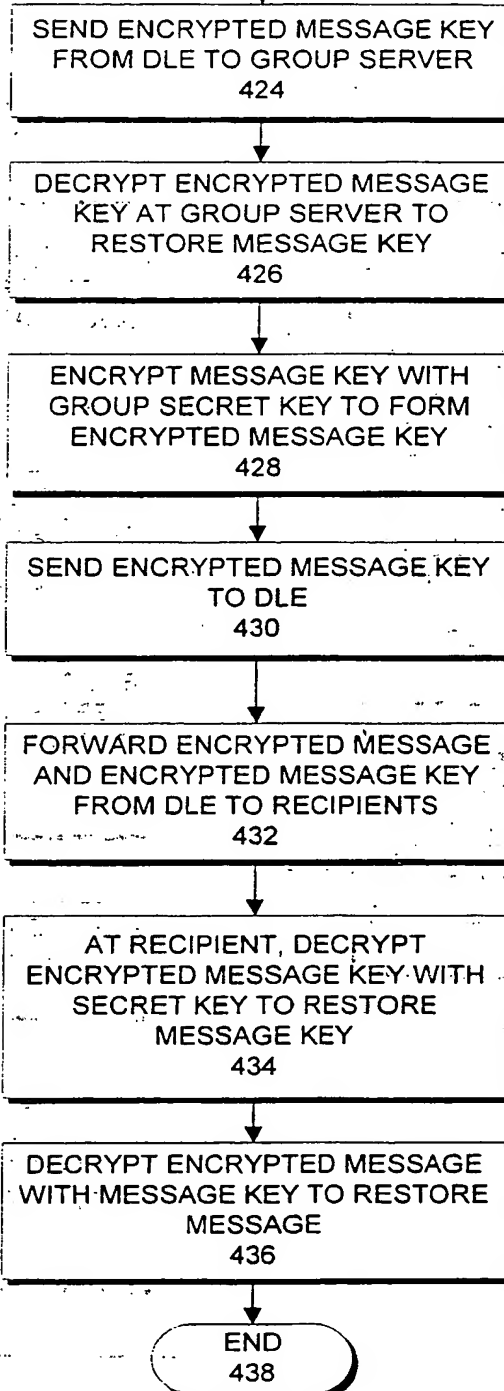 SEND ENCRYPTED MESSAGE KEY
FROM DLE TO GROUP SERVER
424
DECRYPT ENCRYPTED MESSAGE
KEY AT GROUP SERVER TO
RESTORE MESSAGE KEY
426
ENCRYPT MESSAGE KEY WITH
GROUP SECRET KEY TO FORM
ENCRYPTED MESSAGE KEY
428
SEND ENCRYPTED MESSAGE KEY
TO DLE
430
FORWARD ENCRYPTED MESSAGE
AND ENCRYPTED MESSAGE KEY
FROM DLE TO RECIPIENTS
432
AT RECIPIENT, DECRYPT
ENCRYPTED MESSAGE KEY WITH
SECRET KEY TO RESTORE
MESSAGE KEY
434
DECRYPT ENCRYPTED MESSAGE
WITH MESSAGE KEY TO RESTORE
MESSAGE
436
END
438